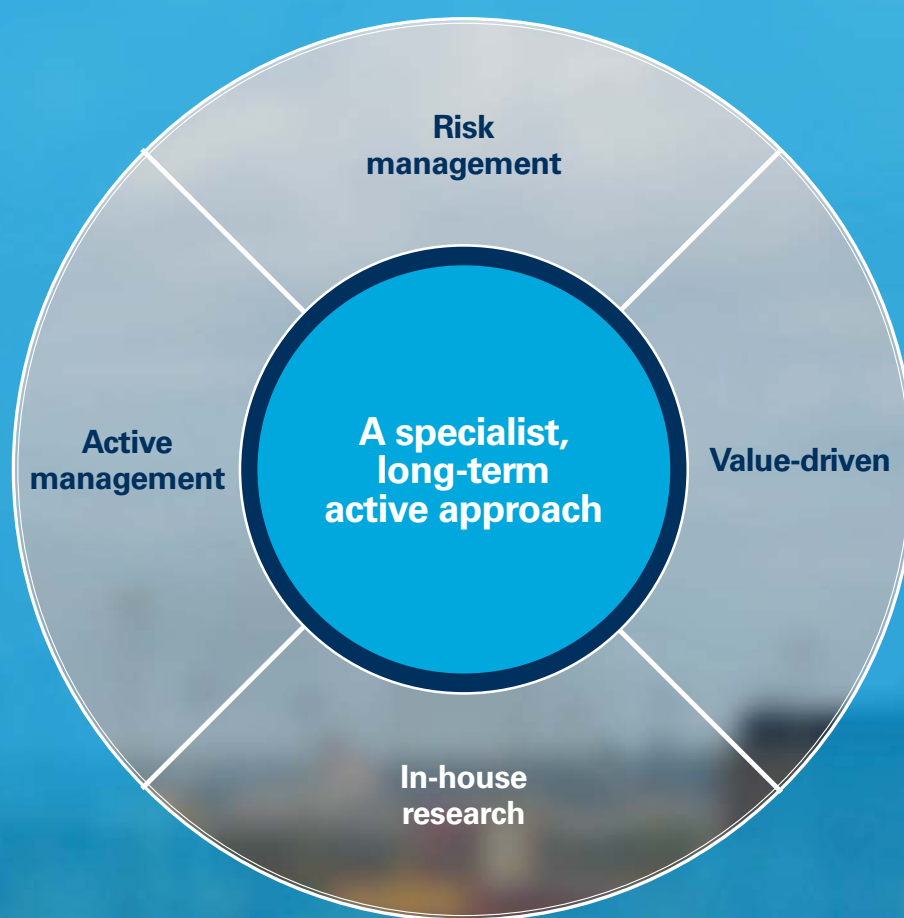 Risk
management
Active
management
A specialist,
long-term
active approach
Value-driven
In-house
research